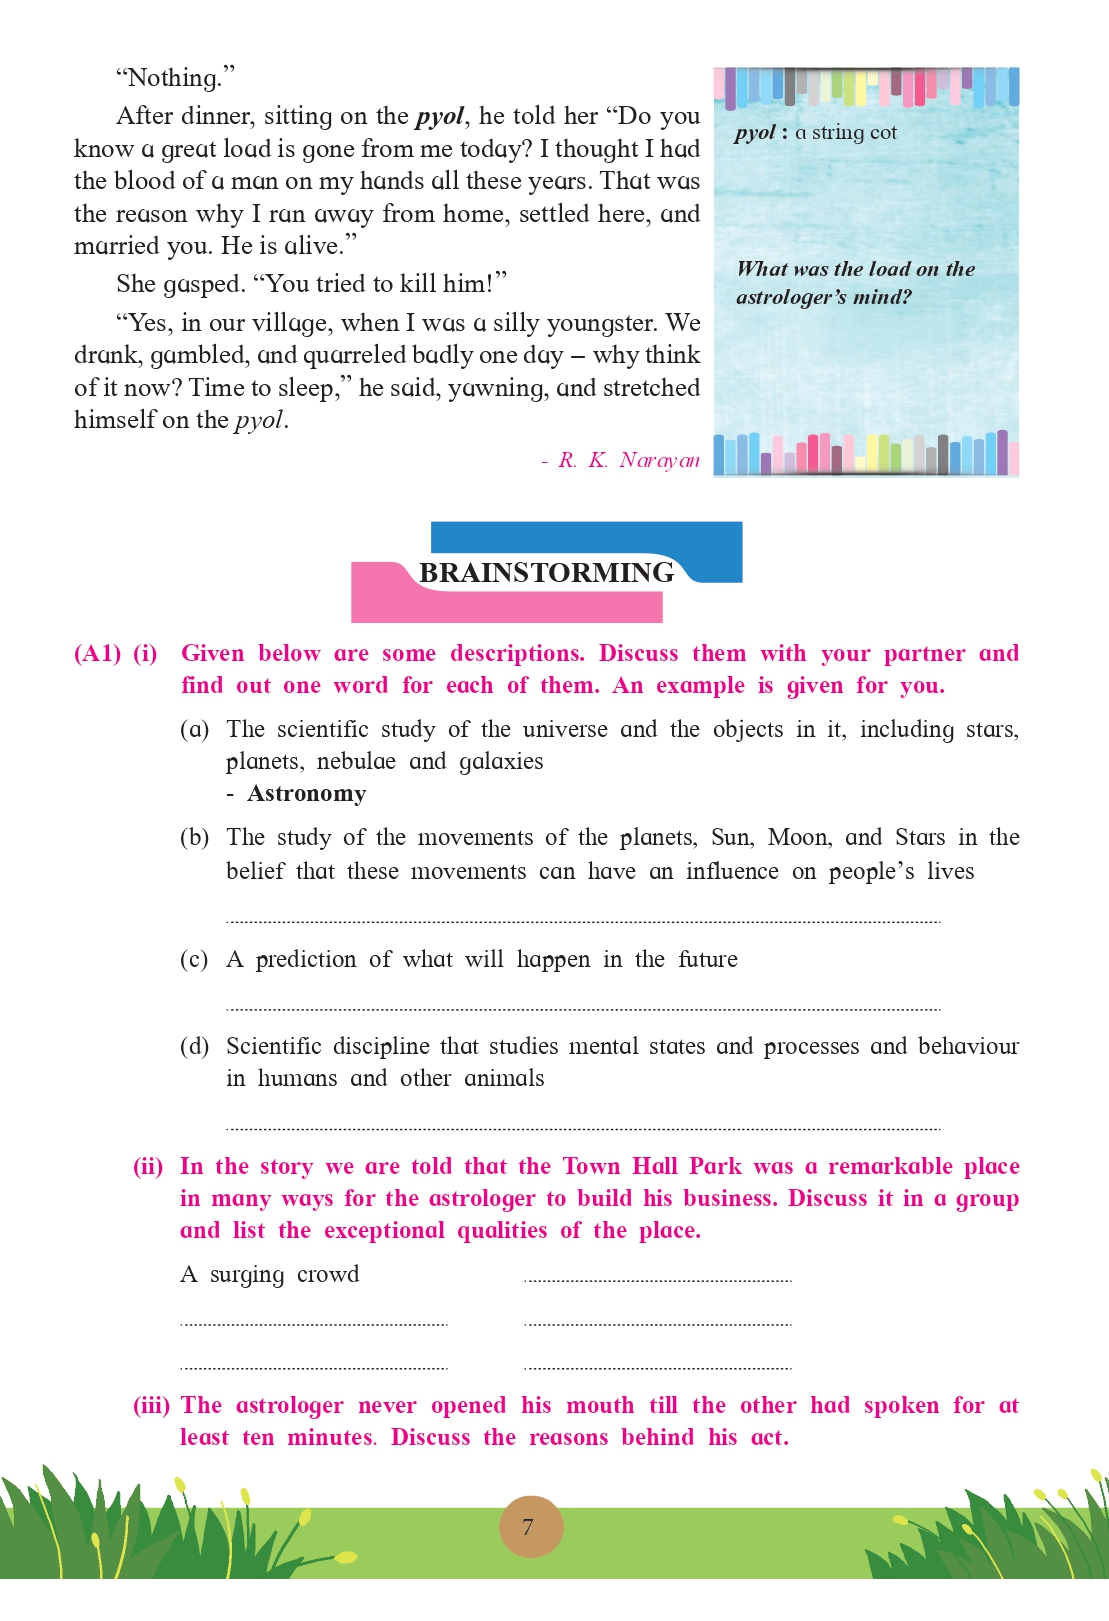 “Nothing.”
After dinner, sitting on the pyol, he told her “Do you
know a great load is gone from me today? I thought I had
the blood of a man on my hands all these years. That was
the reason why I ran away from home, settled here, and
married you. He is alive.”
She gasped. “You tried to kill him!”
“Yes, in our village, when I was a silly youngster. We
drank, gambled, and quarreled badly one day – why think
of it now? Time to sleep,” he said, yawning, and stretched
himself on the pyol.
- R. K. Narayan
pyol : a string cot
What was the load on the
astrologer’s mind?
BRAINSTORMING
(A1) (i) Given below are some descriptions. Discuss them with your partner and
find out one word for each of them. An example is given for you.
(a) The scientific study of the universe and the objects in it, including stars,
planets, nebulae and galaxies
- Astronomy
(b) The study of the movements of the planets, Sun, Moon, and Stars in the
belief that these movements can have an influence on people’s lives
(c) A prediction of what will happen in the future
(d) Scientific discipline that studies mental states and processes and behaviour
in humans and other animals
(ii) In the story we are told that the Town Hall Park was a remarkable place
in many ways for the astrologer to build his business. Discuss it in a group
and list the exceptional qualities of the place.
A surging crowd
(iii) The astrologer never opened his mouth till the other had spoken for at
least ten minutes. Discuss the reasons behind his act.
7